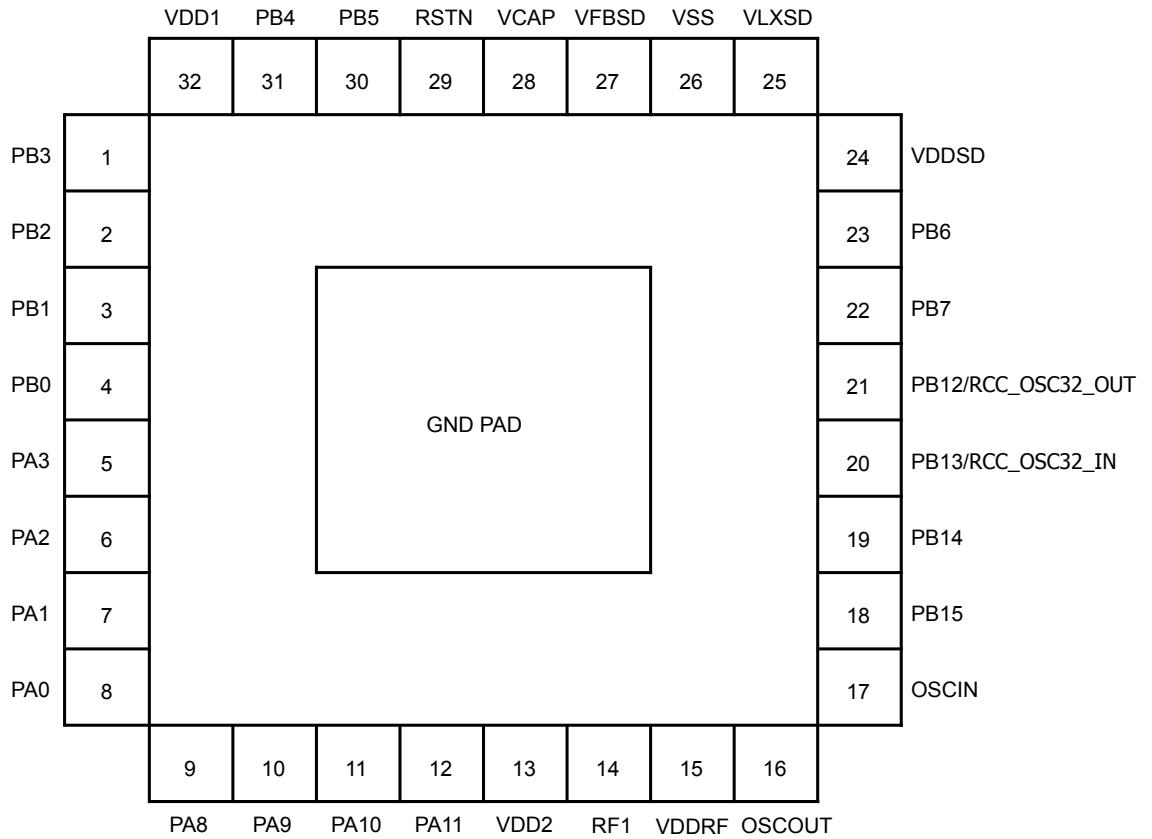 VDD1 PB4 PB5 RSTN VCAP VFBSD VSS VLXSD
32 31 30 29 28 27 26 25
PB3 1 24 VDDSD
PB2 2 23 PB6
PB1 3 22 PB7
PB0 4 21 PB12/RCC_OSC32_OUT
GND PAD
PA3 5 20 PB13/RCC_OSC32_IN
PA2 6 19 PB14
PA1 7 18 PB15
PA0 8 17 OSCIN
9 10 11 12 13 14 15 16
PA8 PA9 PA10 PA11 VDD2 RF1 VDDRF OSCOUT